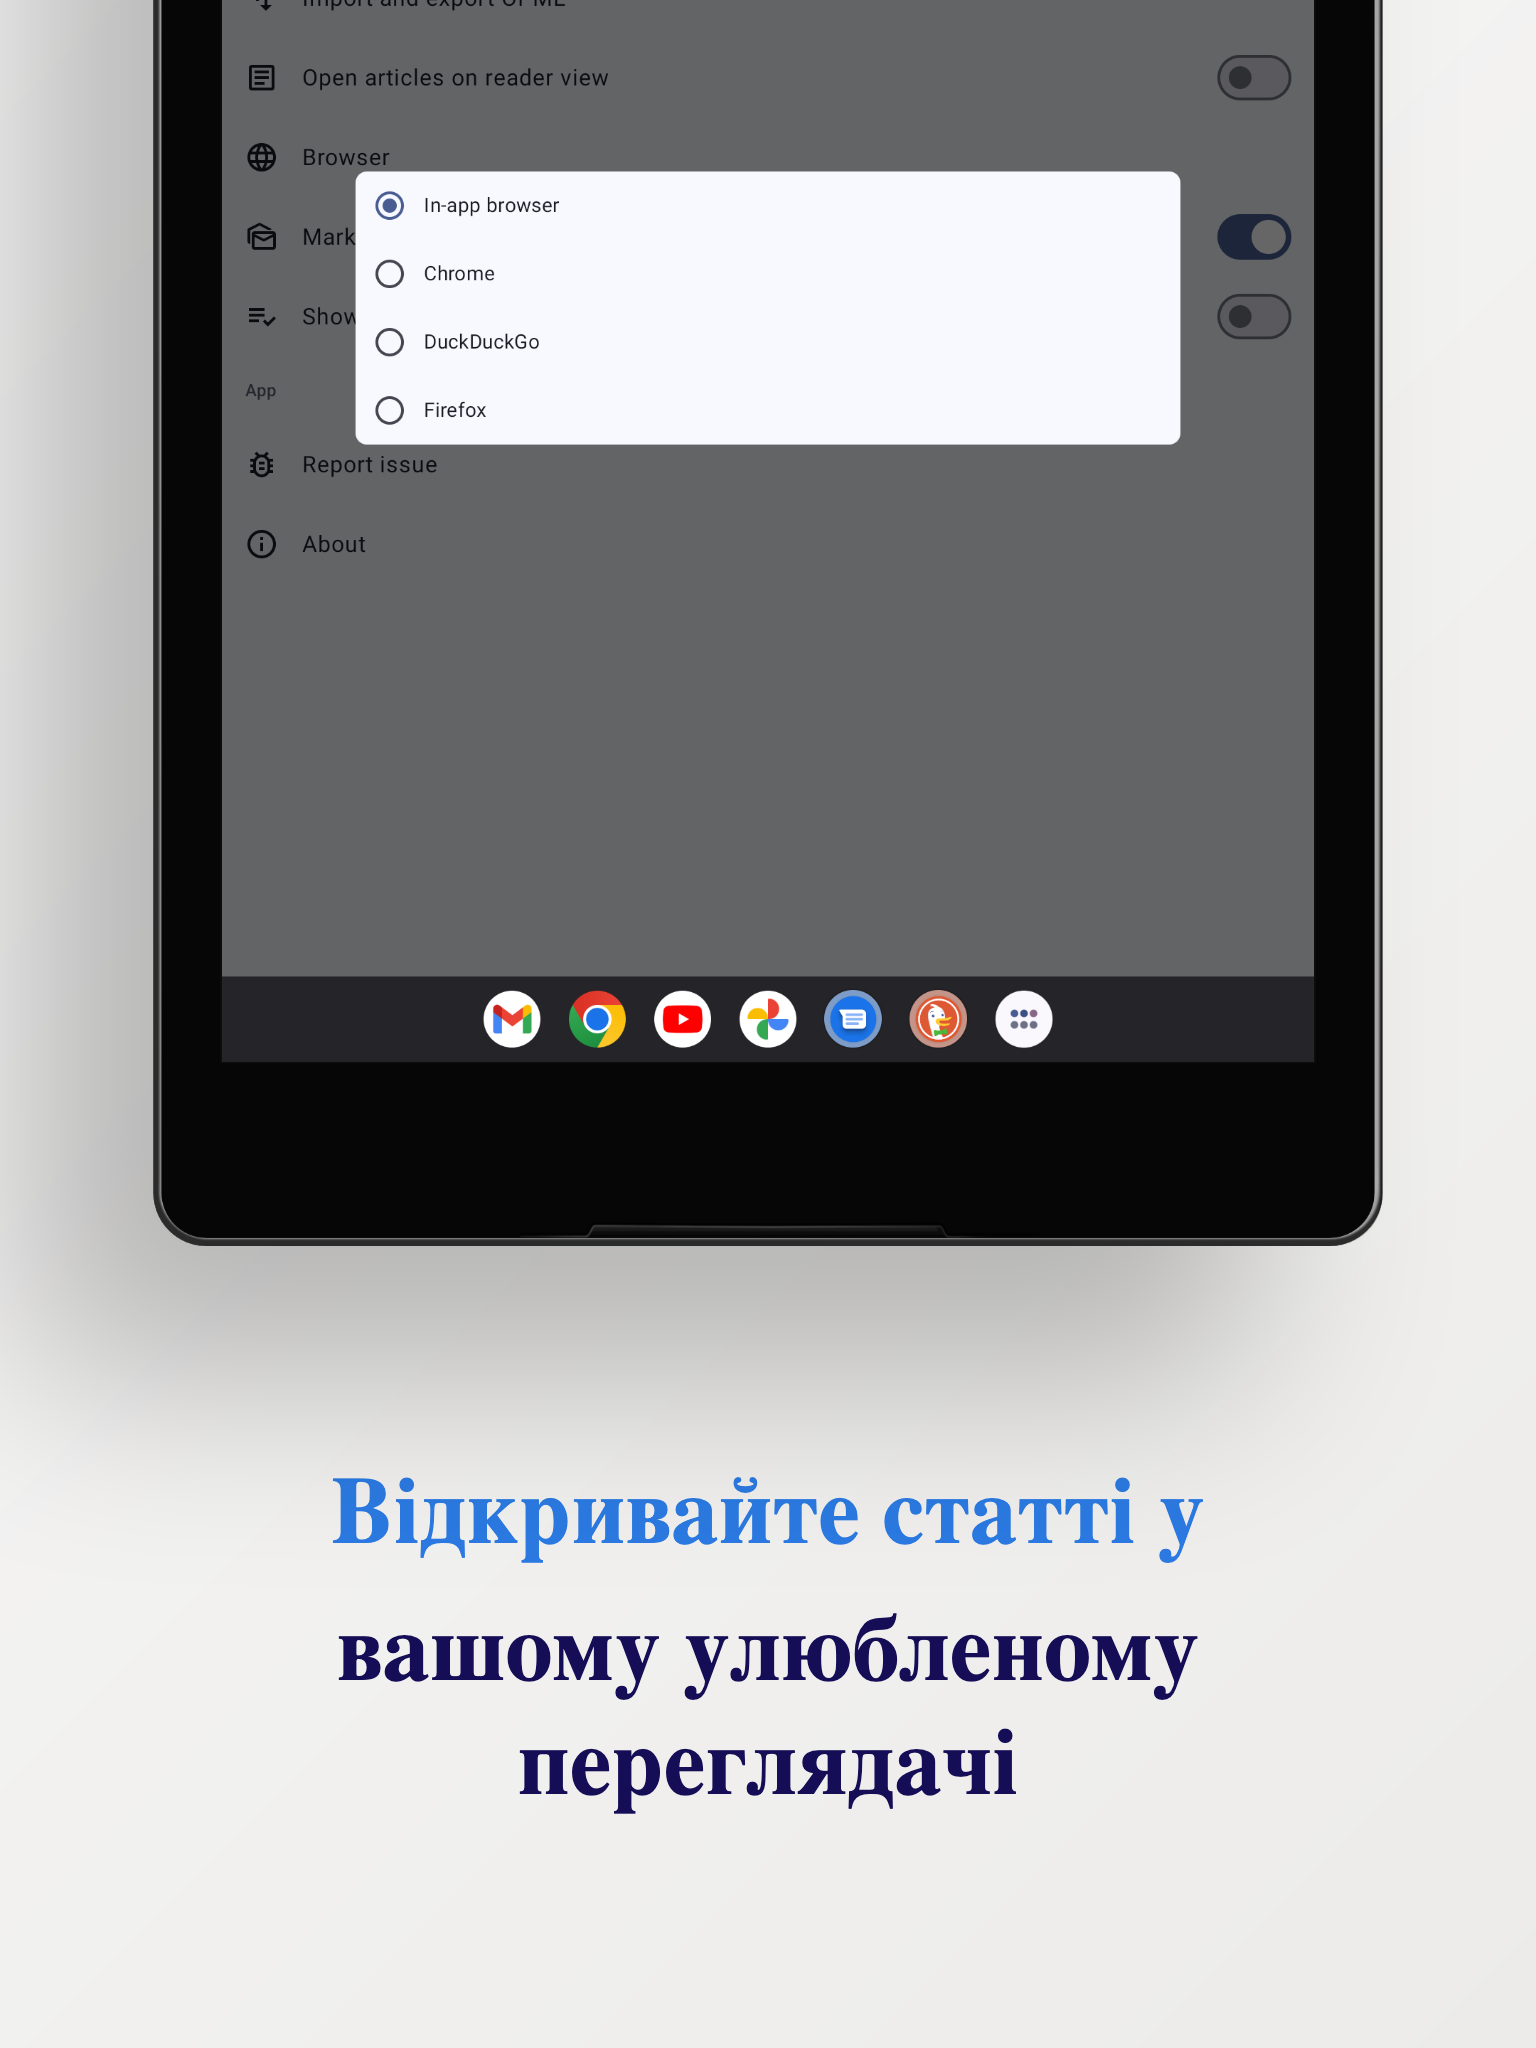 Import and export OPML
Open articles on reader view
Browser
In-app browser
Mark
Chrome
Show
DuckDuckGo
App
Firefox
Report issue
About
Відкривайте статті у
вашому улюбленому
переглядачі